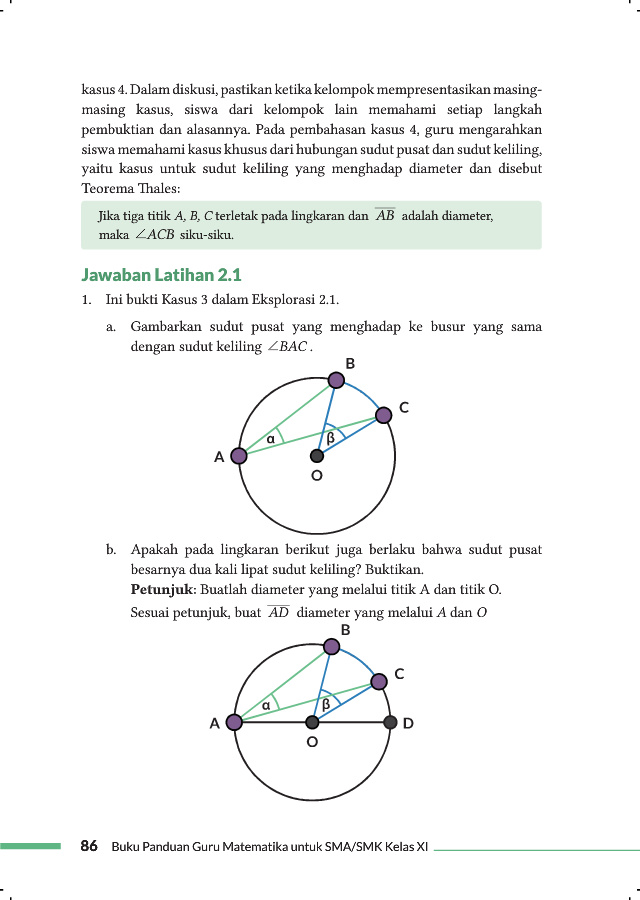 kasus 4. Dalam diskusi, pastikan ketika kelompok mempresentasikan masing-
masing kasus, siswa dari kelompok lain memahami setiap langkah
pembuktian dan alasannya. Pada pembahasan kasus 4, guru mengarahkan
siswa memahami kasus khusus dari hubungan sudut pusat dan sudut keliling,
yaitu kasus untuk sudut keliling yang menghadap diameter dan disebut
Teorema Thales:
Jika tiga titik A, B, C terletak pada lingkaran dan A̅B̅ adalah diameter,
maka ∠ACB siku-siku.
Jawaban Latihan 2.1
1. Ini bukti Kasus 3 dalam Eksplorasi 2.1.
a. Gambarkan sudut pusat yang menghadap ke busur yang sama
dengan sudut keliling ∠BAC.
B
C
α
β
A
O
b. Apakah pada lingkaran berikut juga berlaku bahwa sudut pusat
besarnya dua kali lipat sudut keliling? Buktikan.
Petunjuk: Buatlah diameter yang melalui titik A dan titik O.
Sesuai petunjuk, buat A̅D̅ diameter yang melalui A dan O
B
C
α
β
A
D
O
86 Buku Panduan Guru Matematika untuk SMA/SMK Kelas XI